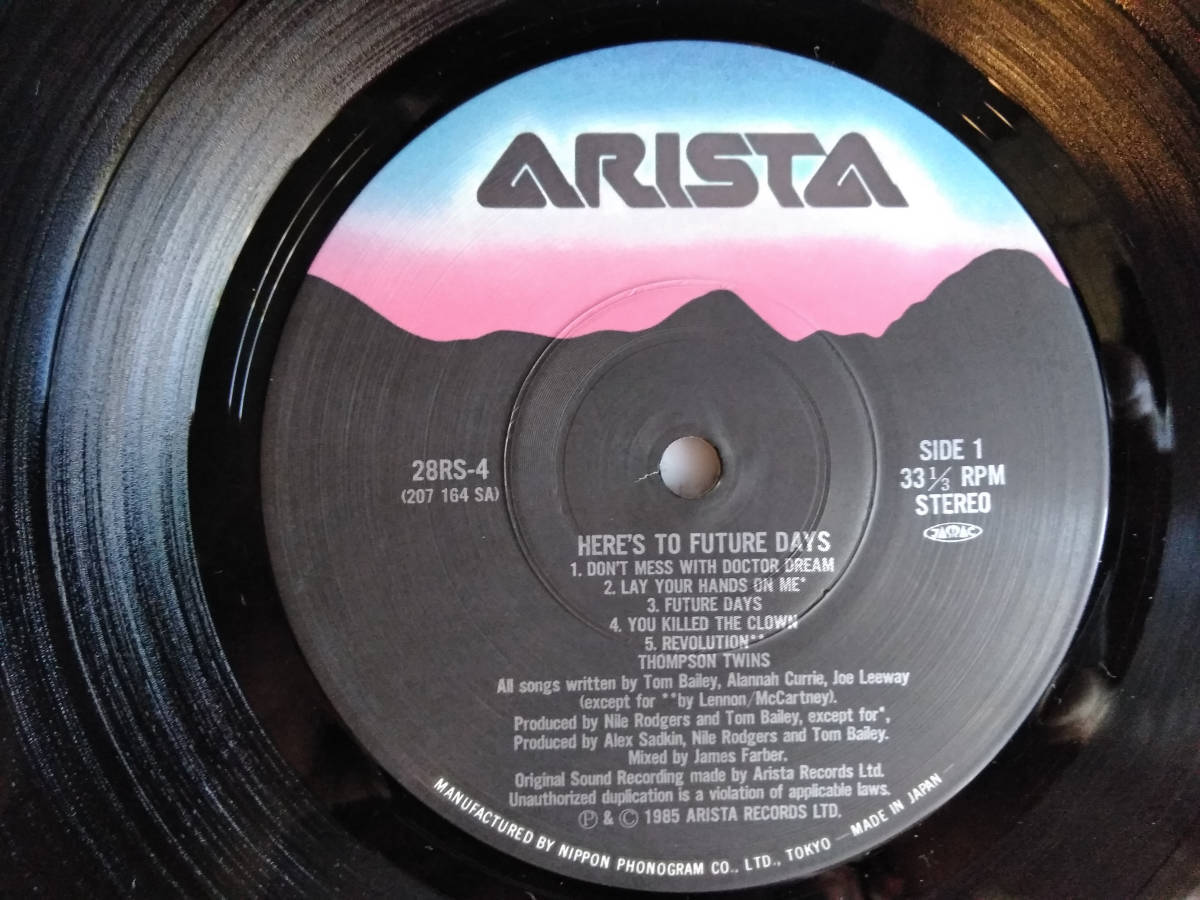 ARISTA
28RS-4
(207 164 SA)
SIDE 1
33 1/3 RPM
STEREO
JASRAC
HERE'S TO FUTURE DAYS
1. DON'T MESS WITH DOCTOR DREAM
2. LAY YOUR HANDS ON ME*
3. FUTURE DAYS
4. YOU KILLED THE CLOWN
5. REVOLUTION**
THOMPSON TWINS
All songs written by Tom Bailey, Alannah Currie, Joe Leeway
(except for **by Lennon/McCartney).
Produced by Nile Rodgers and Tom Bailey, except for*,
Produced by Alex Sadkin, Nile Rodgers and Tom Bailey.
Mixed by James Farber.
Original Sound Recording made by Arista Records Ltd.
Unauthorized duplication is a violation of applicable laws.
Ⓟ & © 1985 ARISTA RECORDS LTD.
MANUFACTURED BY NIPPON PHONOGRAM CO., LTD., TOKYO — MADE IN JAPAN —